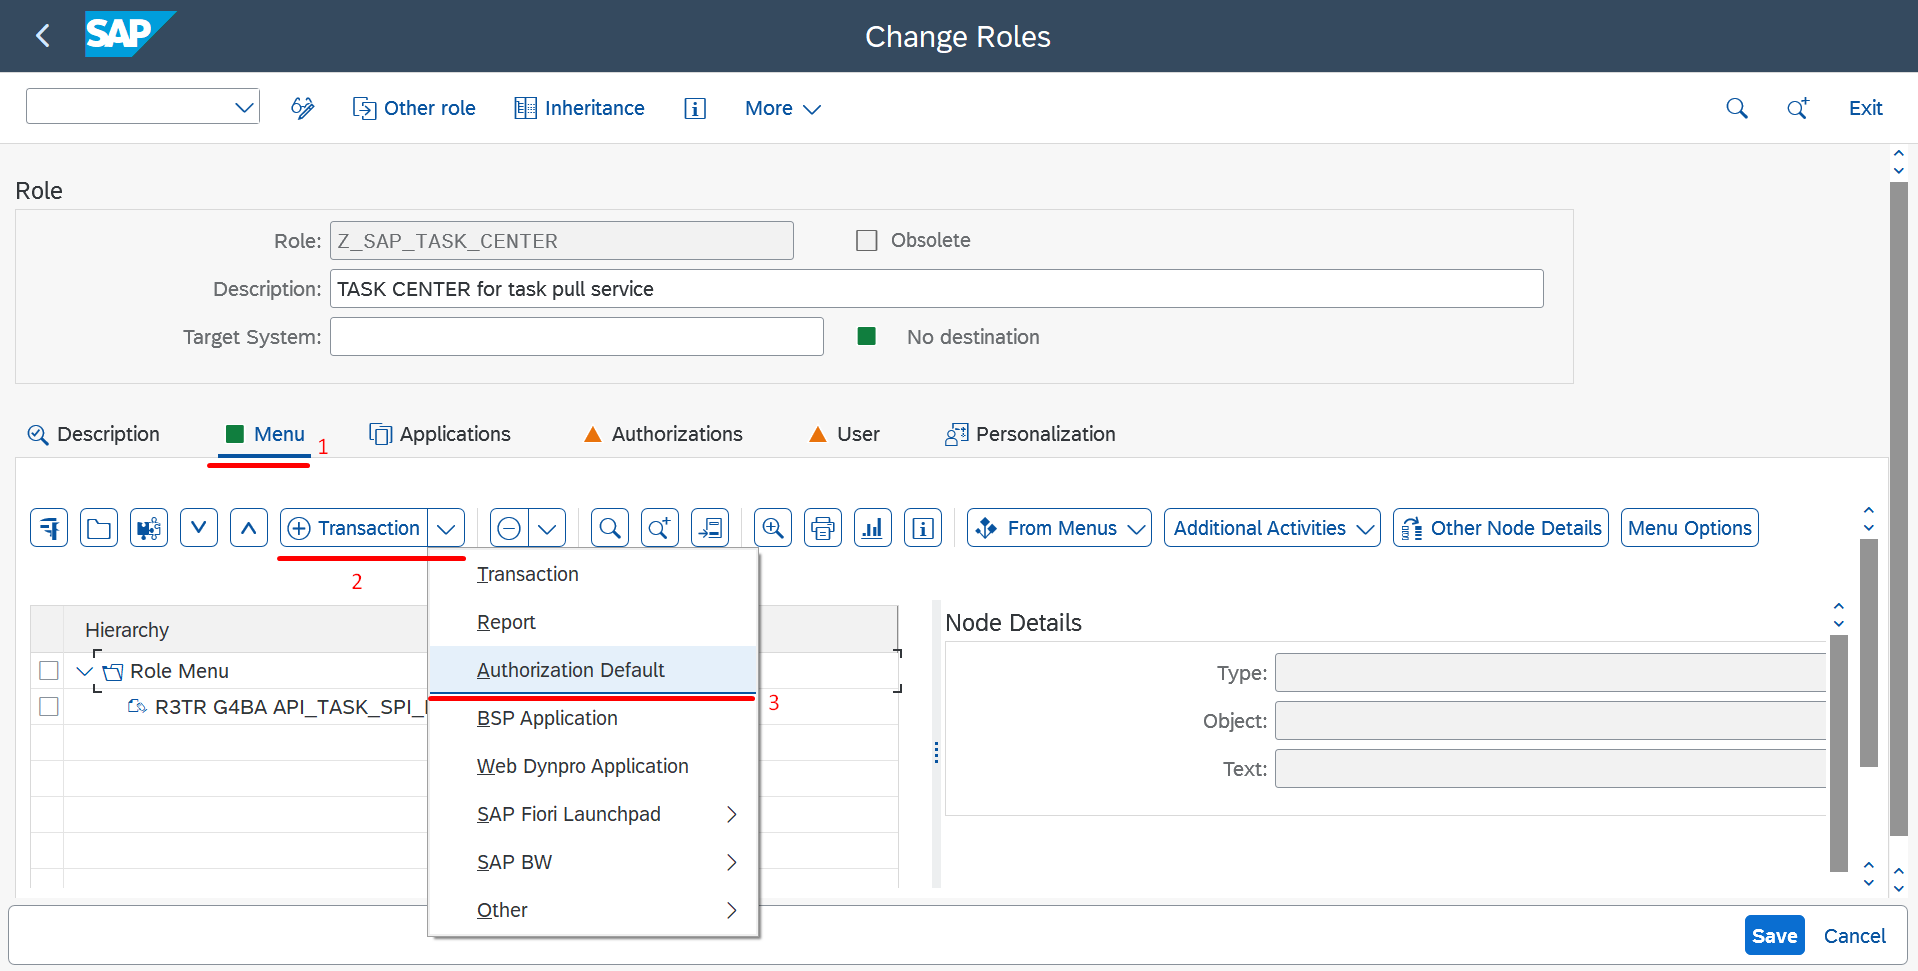 SAP
Change Roles
Other role
Inheritance
More
Exit
Role
Role: Z_SAP_TASK_CENTER
Obsolete
Description: TASK CENTER for task pull service
Target System:
No destination
Description
Menu
1
Applications
Authorizations
User
Personalization
Transaction
From Menus
Additional Activities
Other Node Details
Menu Options
2
Transaction
Report
Authorization Default
3
BSP Application
Web Dynpro Application
SAP Fiori Launchpad
SAP BW
Other
Hierarchy
Role Menu
R3TR G4BA API_TASK_SPI_
Node Details
Type:
Object:
Text:
Save
Cancel